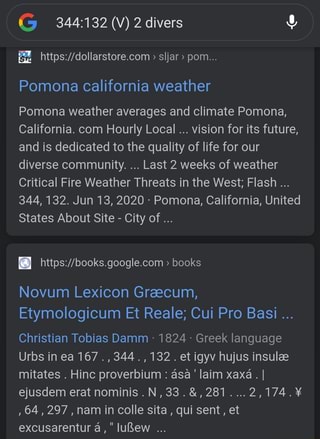 344:132 (V) 2 divers
https://dollarstore.com › sljar › pom...
Pomona california weather
Pomona weather averages and climate Pomona,
California. com Hourly Local ... vision for its future,
and is dedicated to the quality of life for our
diverse community. ... Last 2 weeks of weather
Critical Fire Weather Threats in the West; Flash ...
344, 132. Jun 13, 2020 · Pomona, California, United
States About Site - City of ...
https://books.google.com › books
Novum Lexicon Græcum,
Etymologicum Et Reale; Cui Pro Basi ...
Christian Tobias Damm · 1824 · Greek language
Urbs in ea 167 . , 344 . , 132 . et igyv hujus insulæ
mitates . Hinc proverbium : ásà ' laim xaxá . |
ejusdem erat nominis . N , 33 . & , 281 . ... 2 , 174 . ¥
, 64 , 297 , nam in colle sita , qui sent , et
excusarentur á , " Iußew ...